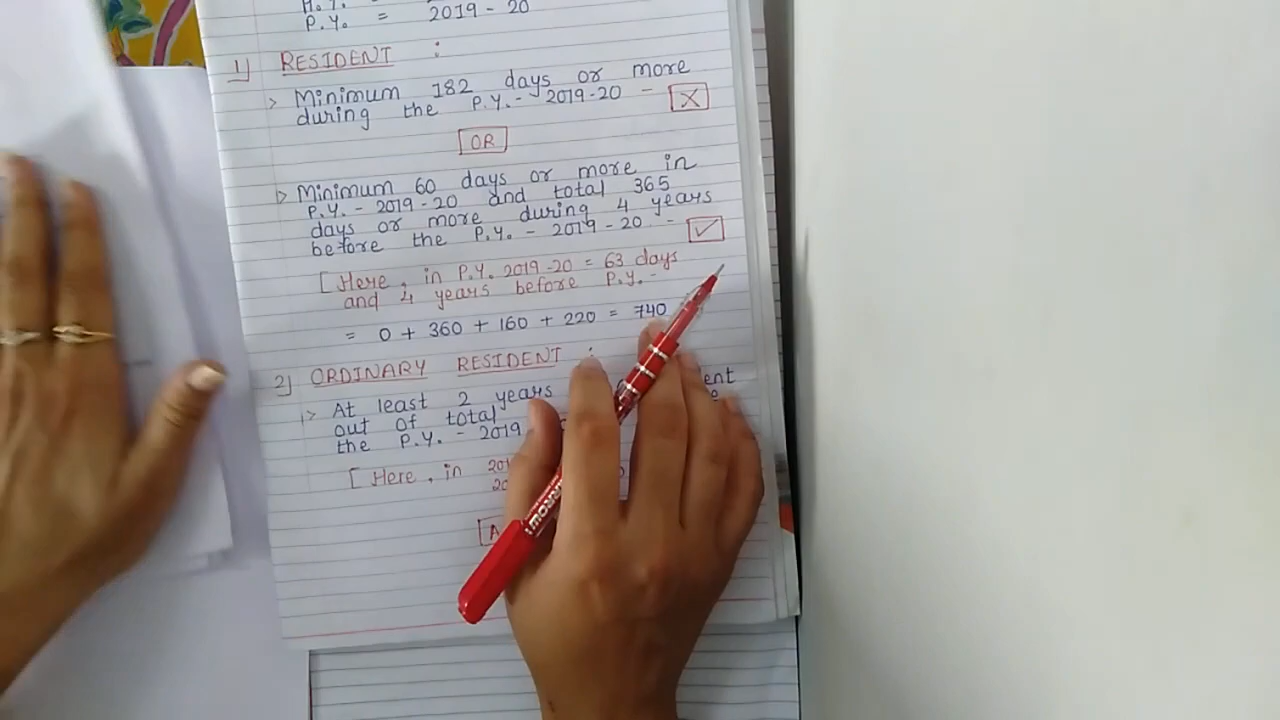 P.Y. = 2019 - 20
1] RESIDENT :
> Minimum 182 days or more
during the P.Y. - 2019-20 - X
OR
> Minimum 60 days or more in
P.Y. - 2019-20 and total 365
days or more during 4 years
before the P.Y. - 2019-20 - ✓
[ Here, in P.Y. 2019-20 = 63 days
and 4 years before P.Y. -
= 0 + 360 + 160 + 220 = 740
2] ORDINARY RESIDENT :
> At least 2 years
out of total
the P.Y. - 2019
[ Here, in